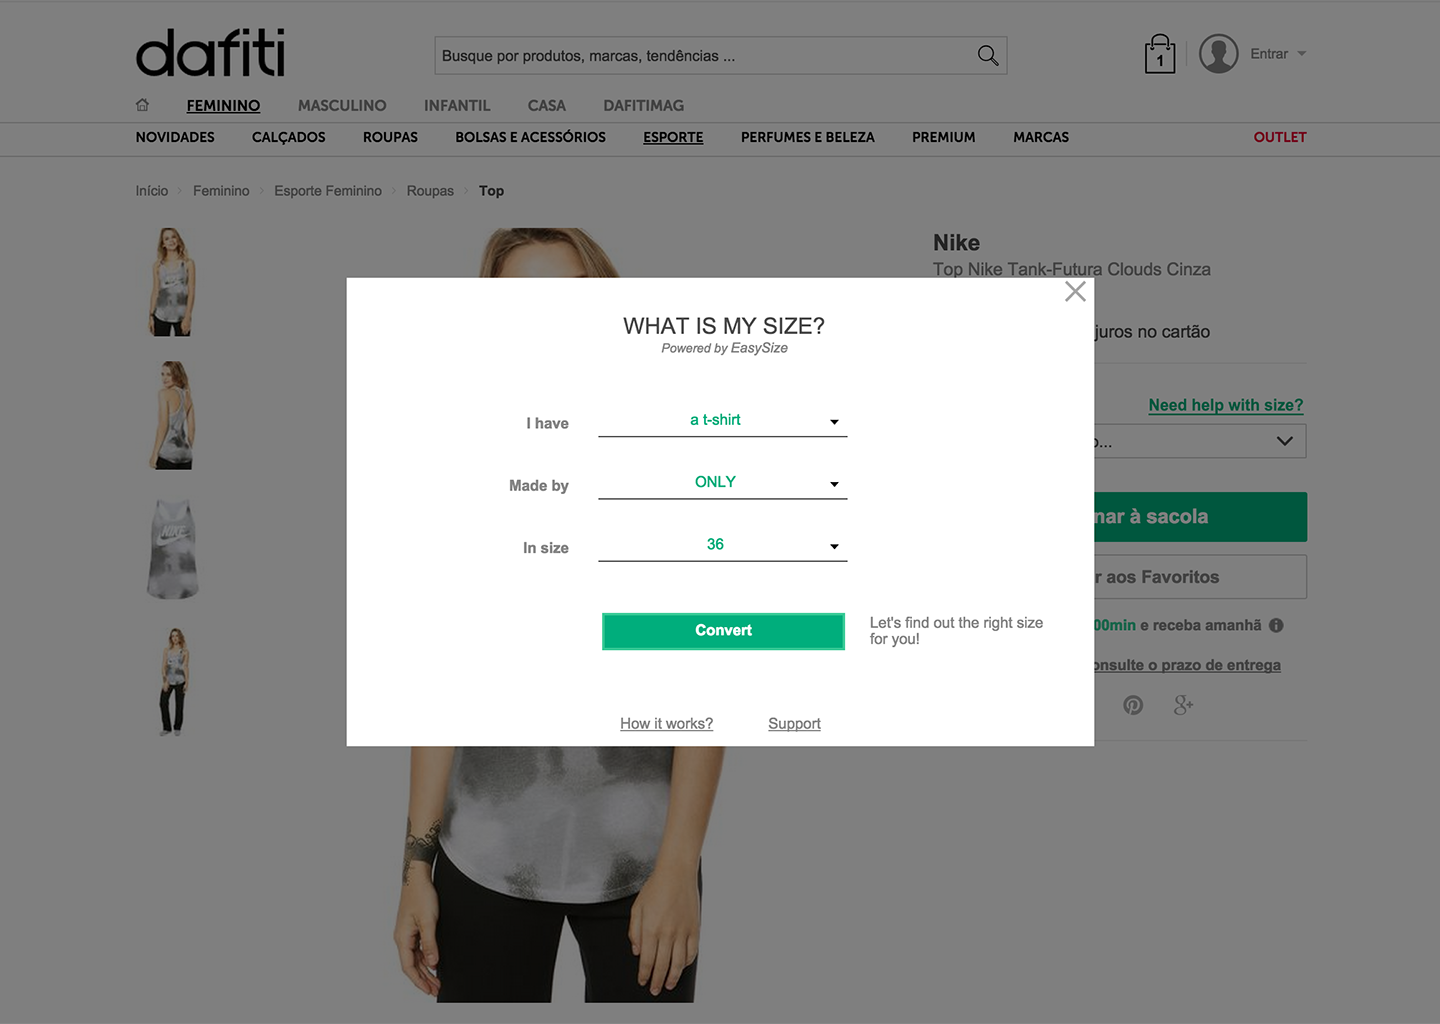 dafiti
Busque por produtos, marcas, tendências ...
1
Entrar
FEMININO MASCULINO INFANTIL CASA DAFITIMAG
NOVIDADES CALÇADOS ROUPAS BOLSAS E ACESSÓRIOS ESPORTE PERFUMES E BELEZA PREMIUM MARCAS OUTLET
Início › Feminino › Esporte Feminino › Roupas › Top
Nike
Top Nike Tank-Futura Clouds Cinza
juros no cartão
Need help with size?
o...
nar à sacola
r aos Favoritos
00min e receba amanhã
onsulte o prazo de entrega
WHAT IS MY SIZE?
Powered by EasySize
I have a t-shirt
Made by ONLY
In size 36
Convert
Let's find out the right size
for you!
How it works? Support
NIKE